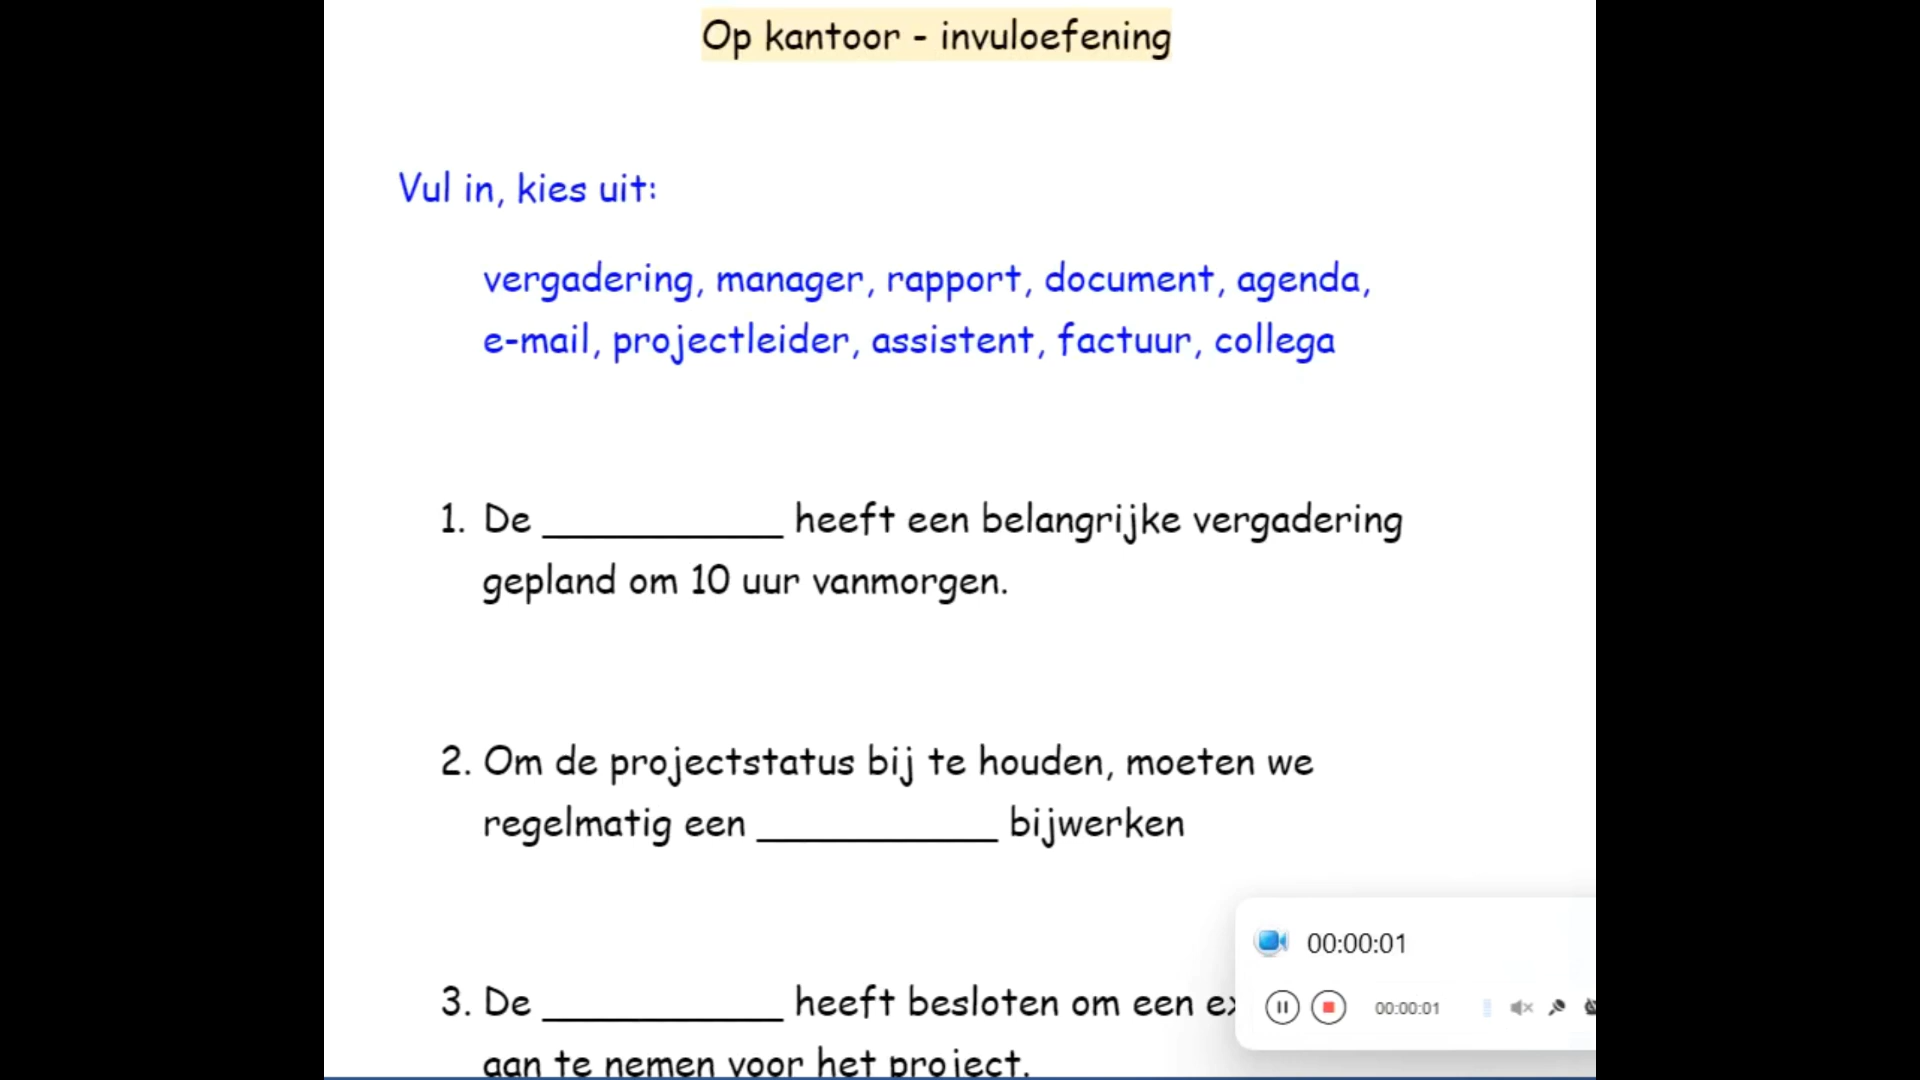 Op kantoor - invuloefening
Vul in, kies uit:
vergadering, manager, rapport, document, agenda,
e-mail, projectleider, assistent, factuur, collega
1. De __________ heeft een belangrijke vergadering
gepland om 10 uur vanmorgen.
2. Om de projectstatus bij te houden, moeten we
regelmatig een __________ bijwerken
3. De __________ heeft besloten om een
aan te nemen voor het project.
00:00:01
00:00:01